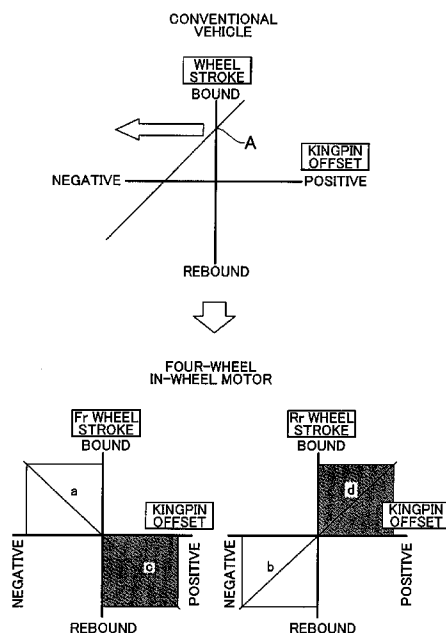 CONVENTIONAL
VEHICLE
WHEEL
STROKE
BOUND
A
KINGPIN
OFFSET
NEGATIVE
POSITIVE
REBOUND
FOUR-WHEEL
IN-WHEEL MOTOR
Fr WHEEL
STROKE
BOUND
a
KINGPIN
OFFSET
NEGATIVE
c
POSITIVE
REBOUND
Rr WHEEL
STROKE
BOUND
d
KINGPIN
OFFSET
NEGATIVE
b
POSITIVE
REBOUND